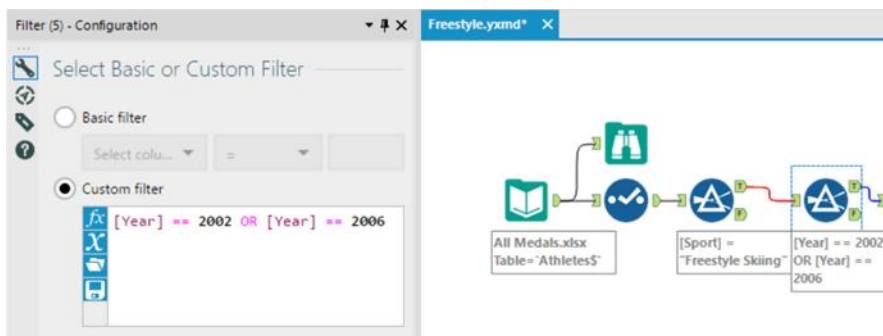 Filter (5) - Configuration
Freestyle.yxmd*
Select Basic or Custom Filter
Basic filter
Select colu...
=
Custom filter
[Year] == 2002 OR [Year] == 2006
fx
X
T
F
T
F
All Medals.xlsx
Table=`Athletes$`
[Sport] =
"Freestyle Skiing"
[Year] == 2002
OR [Year] ==
2006